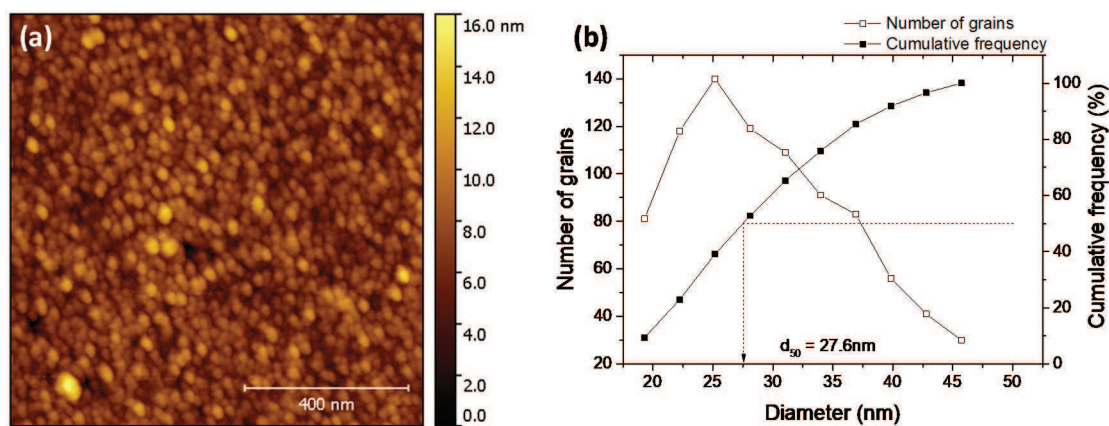 (a)
16.0 nm
14.0
12.0
10.0
8.0
6.0
4.0
2.0
0.0
400 nm
(b)
Number of grains
Cumulative frequency
140
120
100
80
60
40
20
Number of grains
100
80
60
40
20
0
Cumulative frequency (%)
d50 = 27.6nm
20 25 30 35 40 45 50
Diameter (nm)